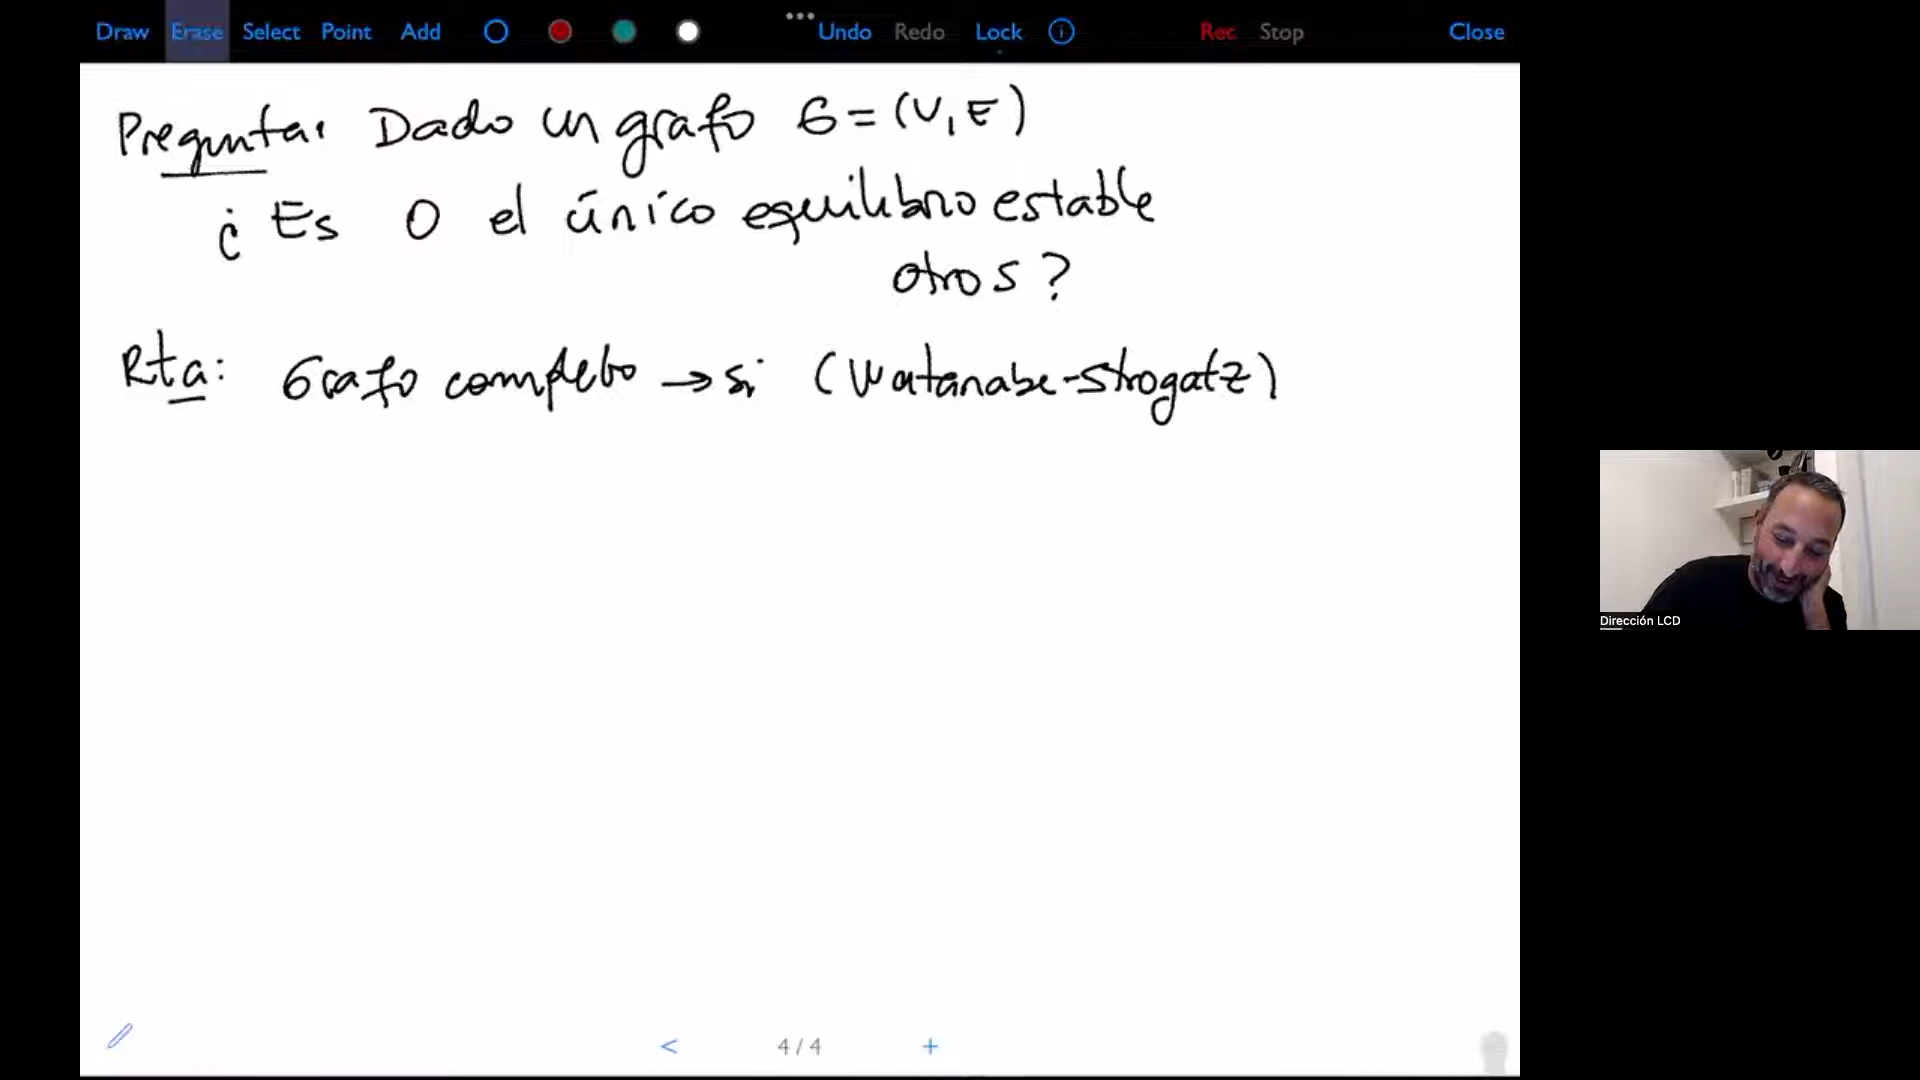 Draw Erase Select Point Add Undo Redo Lock Rec Stop Close
Pregunta. Dado un grafo G = (V, E)
¿Es 0 el único equilibrio estable
otros?
Rta: Grafo completo → si (Watanabe-Strogatz)
Dirección LCD
< 4 / 4 +